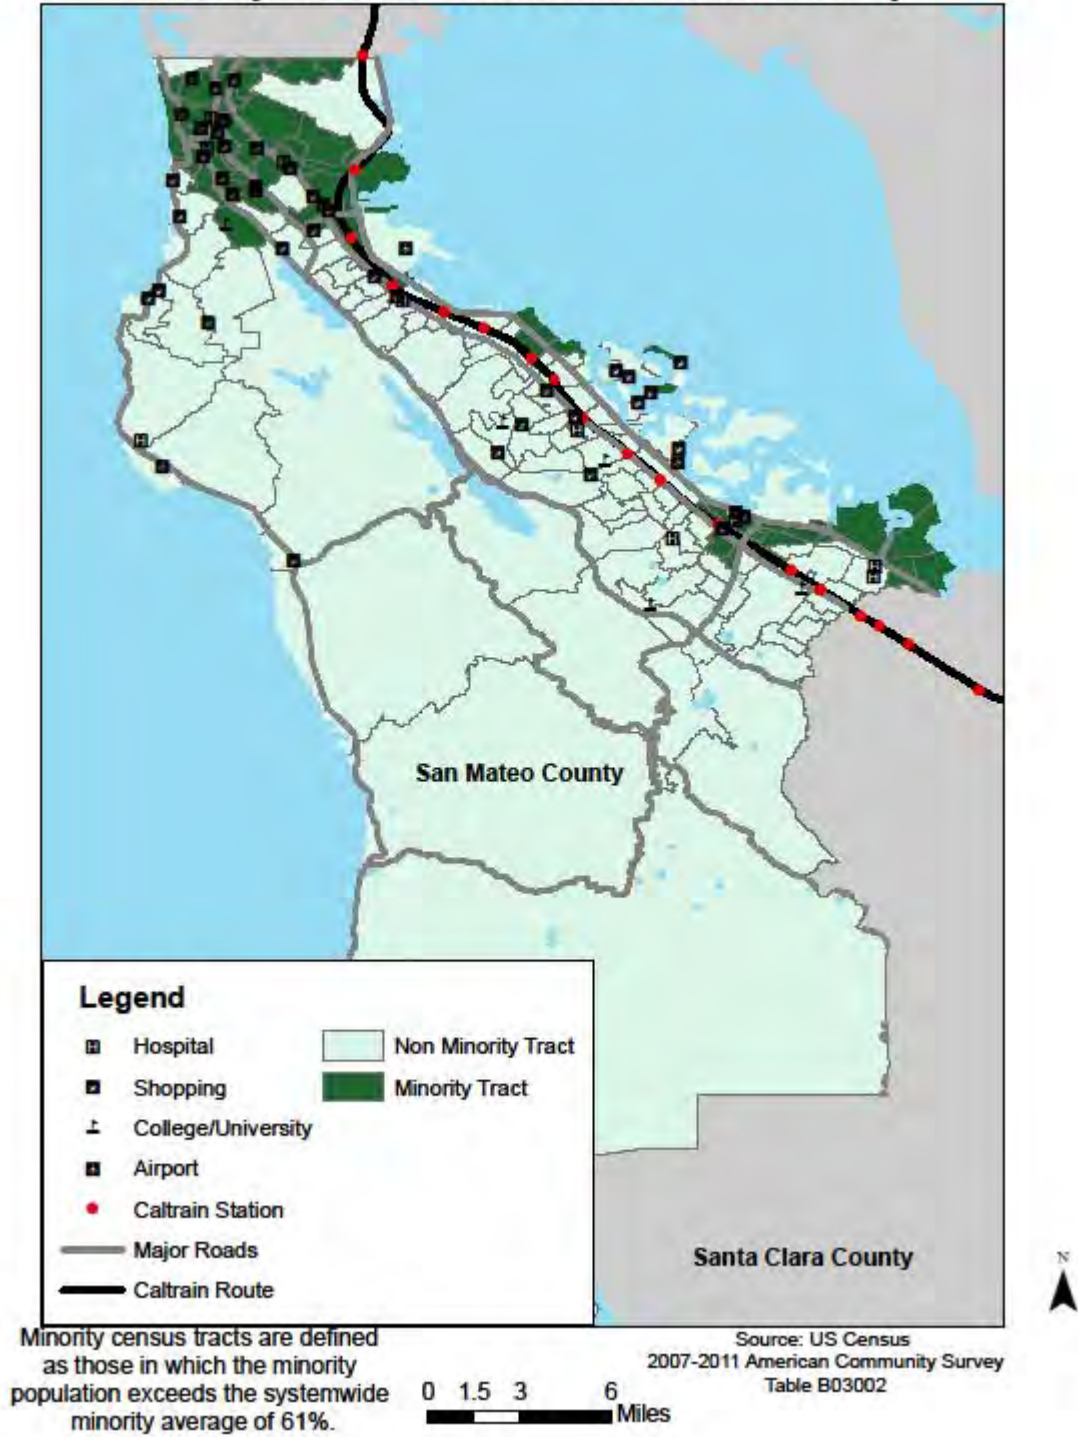 San Mateo County
Legend
Hospital
Non Minority Tract
Shopping
Minority Tract
College/University
Airport
Caltrain Station
Major Roads
Caltrain Route
Santa Clara County
N
Minority census tracts are defined
as those in which the minority
population exceeds the systemwide
minority average of 61%.
0 1.5 3 6
Miles
Source: US Census
2007-2011 American Community Survey
Table B03002